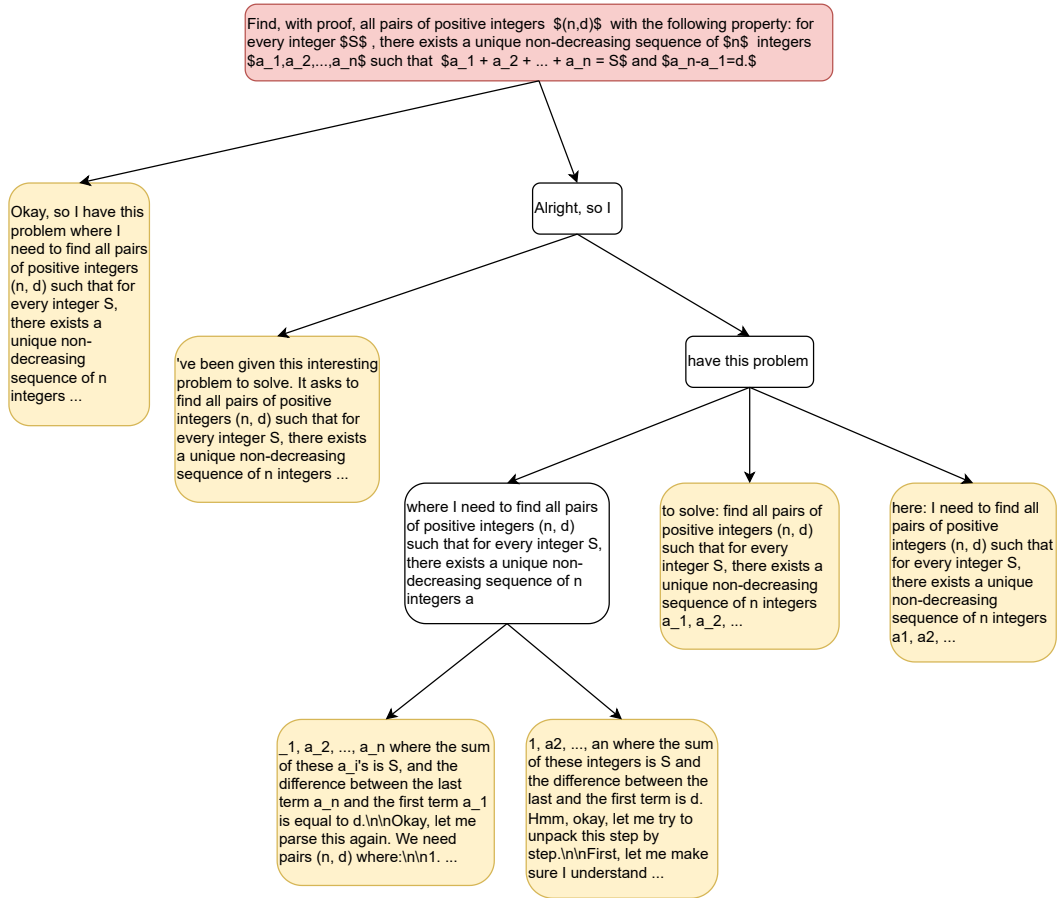 Find, with proof, all pairs of positive integers  $(n,d)$  with the following property: for
every integer $S$ , there exists a unique non-decreasing sequence of $n$  integers
$a_1,a_2,...,a_n$ such that  $a_1 + a_2 + ... + a_n = S$ and $a_n-a_1=d.$
Okay, so I have this
problem where I
need to find all pairs
of positive integers
(n, d) such that for
every integer S,
there exists a
unique non-
decreasing
sequence of n
integers ...
Alright, so I
've been given this interesting
problem to solve. It asks to
find all pairs of positive
integers (n, d) such that for
every integer S, there exists
a unique non-decreasing
sequence of n integers ...
have this problem
where I need to find all pairs
of positive integers (n, d)
such that for every integer S,
there exists a unique non-
decreasing sequence of n
integers a
to solve: find all pairs of
positive integers (n, d)
such that for every
integer S, there exists a
unique non-decreasing
sequence of n integers
a_1, a_2, ...
here: I need to find all
pairs of positive
integers (n, d) such that
for every integer S,
there exists a unique
non-decreasing
sequence of n integers
a1, a2, ...
_1, a_2, ..., a_n where the sum
of these a_i's is S, and the
difference between the last
term a_n and the first term a_1
is equal to d.\n\nOkay, let me
parse this again. We need
pairs (n, d) where:\n\n1. ...
1, a2, ..., an where the sum
of these integers is S and
the difference between the
last and the first term is d.
Hmm, okay, let me try to
unpack this step by
step.\n\nFirst, let me make
sure I understand ...